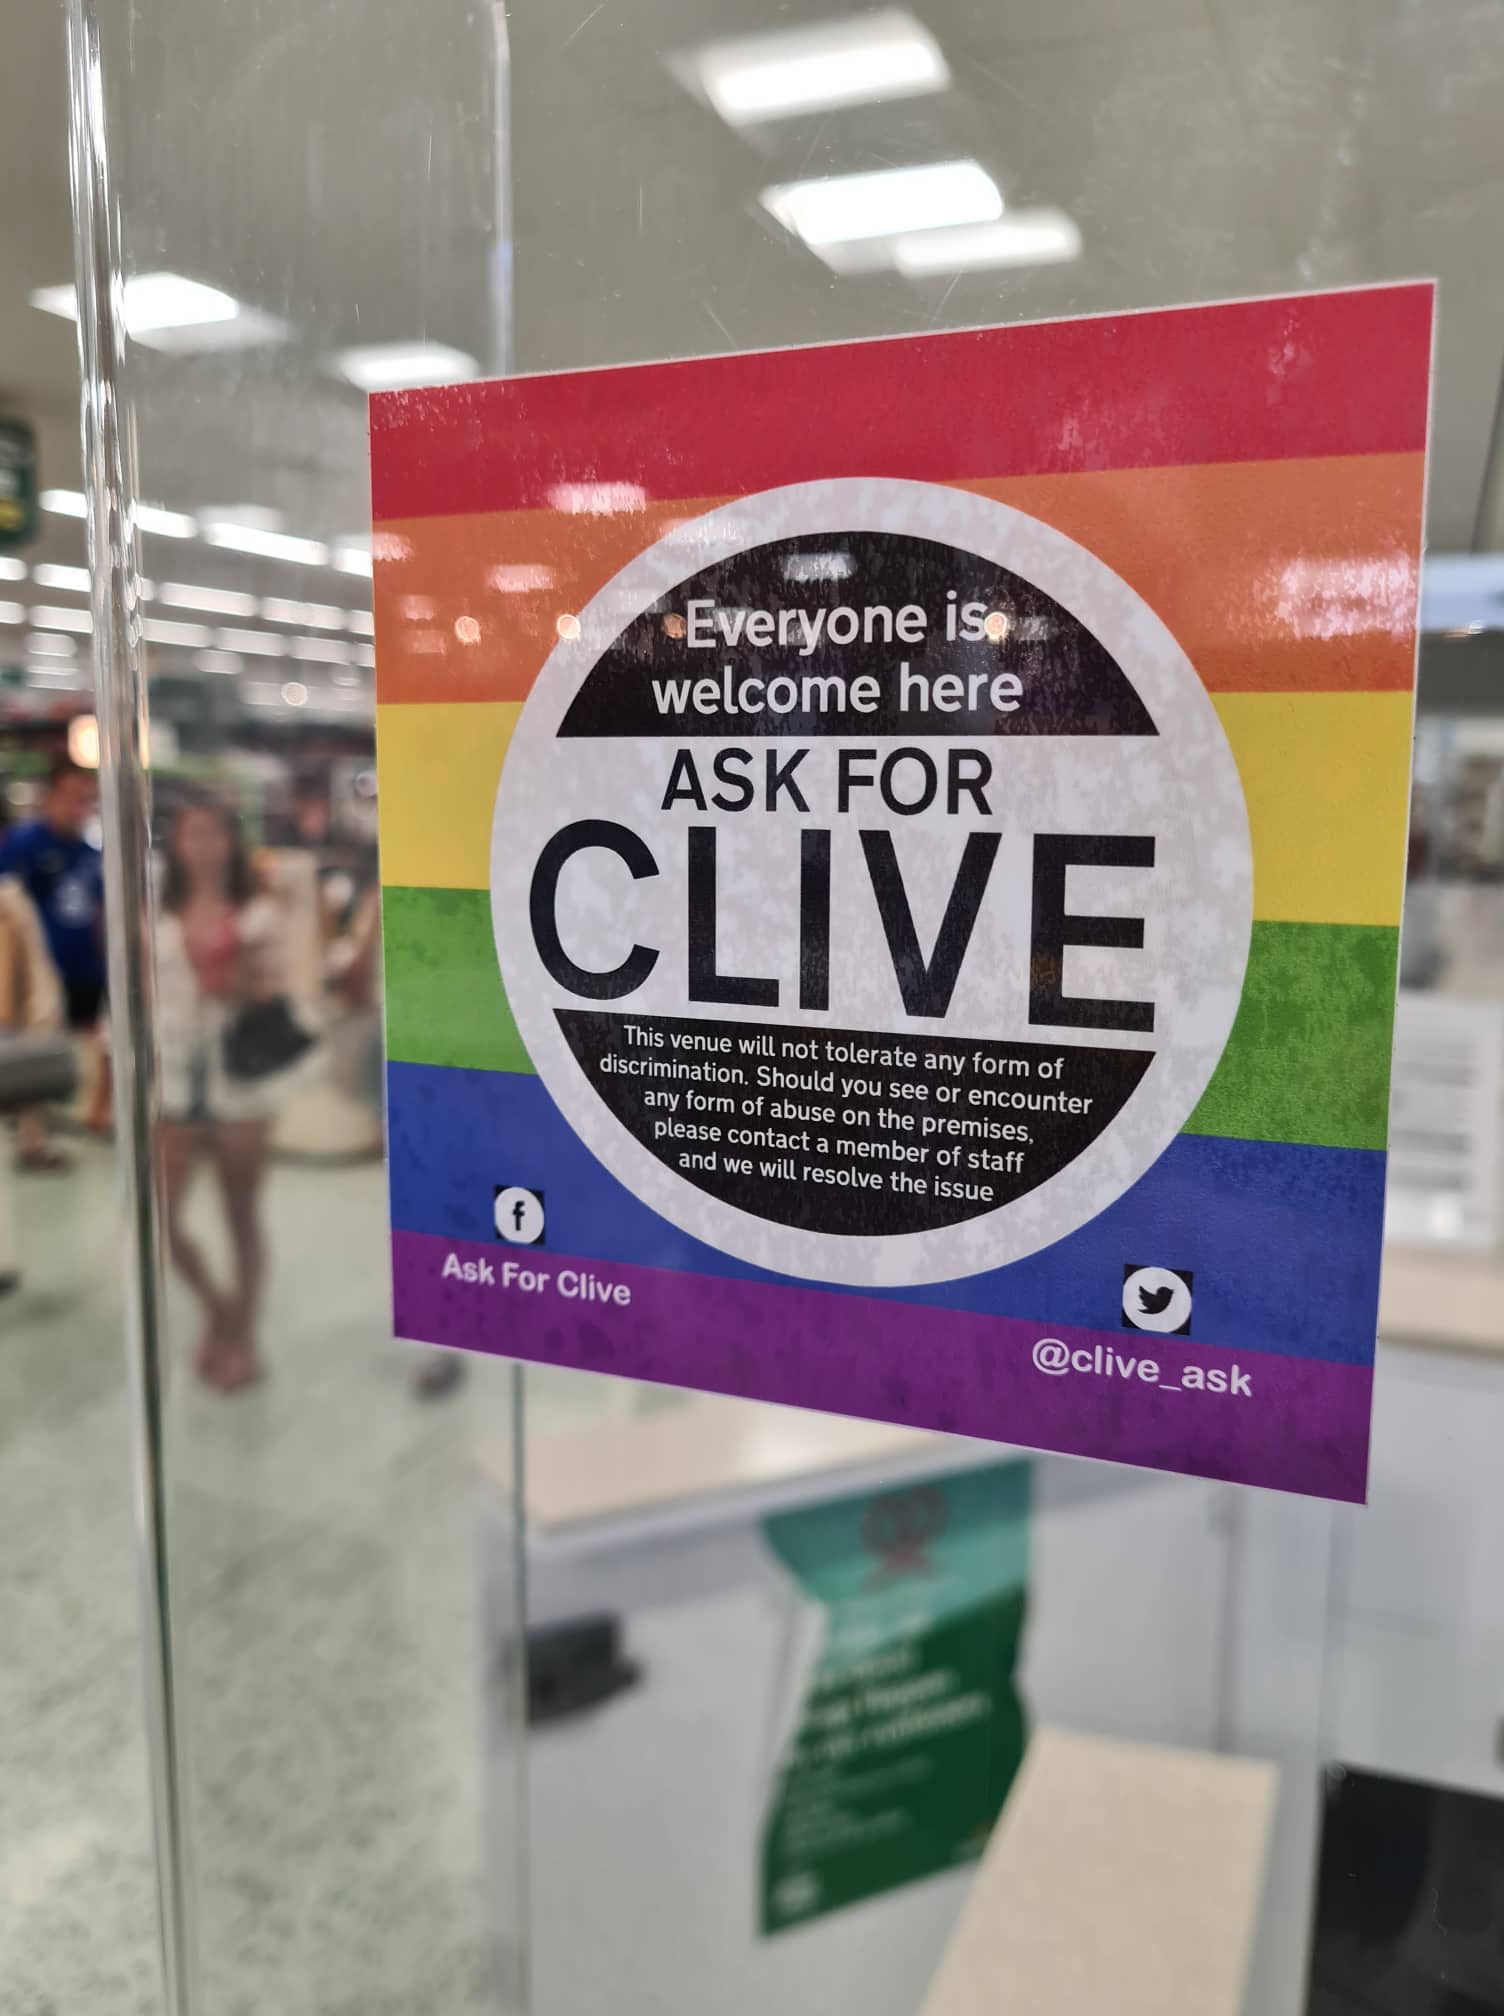 Everyone is
welcome here
ASK FOR
CLIVE
This venue will not tolerate any form of
discrimination. Should you see or encounter
any form of abuse on the premises,
please contact a member of staff
and we will resolve the issue
f
Ask For Clive
@clive_ask